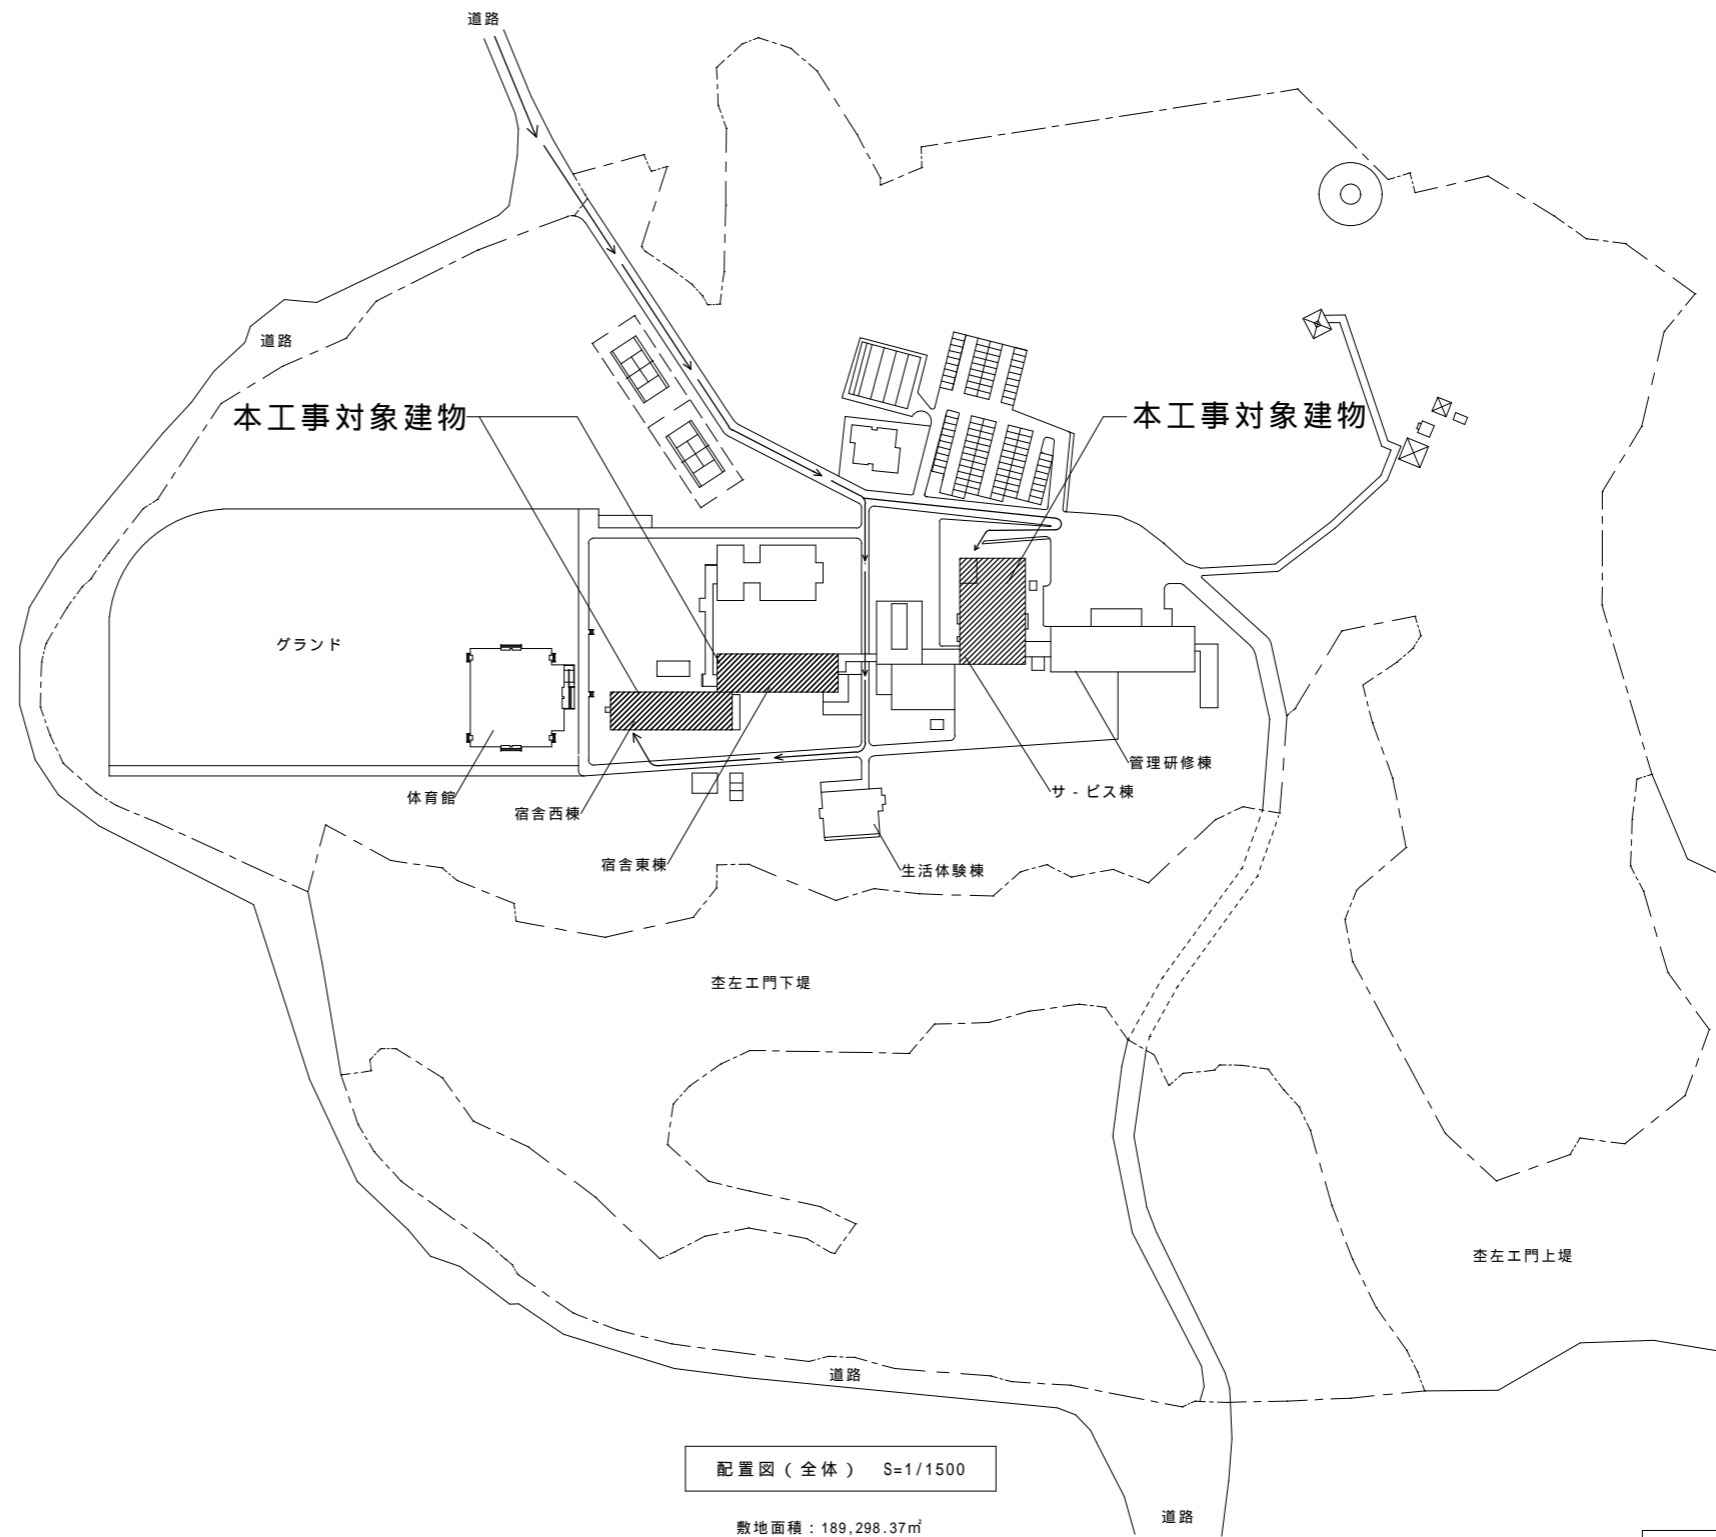 道路
道路
本工事対象建物
本工事対象建物
グランド
管理研修棟
サ-ビス棟
体育館
宿舎西棟
宿舎東棟
生活体験棟
杢左エ門下堤
杢左エ門上堤
道路
配置図(全体) S=1/1500
道路
敷地面積:189,298.37㎡